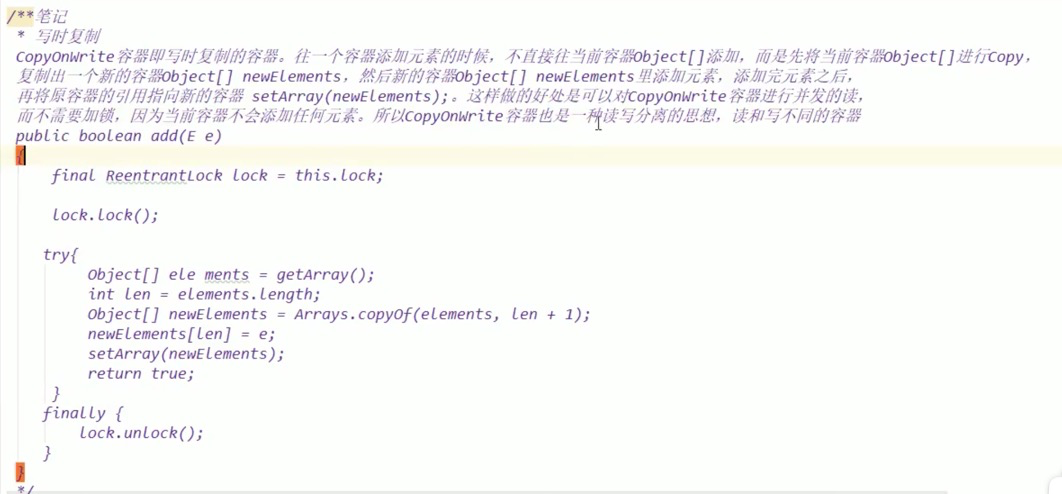 /**笔记
* 写时复制
CopyOnWrite容器即写时复制的容器。往一个容器添加元素的时候，不直接往当前容器Object[]添加，而是先将当前容器Object[]进行Copy，
复制出一个新的容器Object[] newElements，然后新的容器Object[] newElements里添加元素，添加完元素之后，
再将原容器的引用指向新的容器 setArray(newElements);。这样做的好处是可以对CopyOnWrite容器进行并发的读，
而不需要加锁，因为当前容器不会添加任何元素。所以CopyOnWrite容器也是一种读写分离的思想，读和写不同的容器
public boolean add(E e)
{
final ReentrantLock lock = this.lock;
lock.lock();
try{
Object[] ele ments = getArray();
int len = elements.length;
Object[] newElements = Arrays.copyOf(elements, len + 1);
newElements[len] = e;
setArray(newElements);
return true;
}
finally {
lock.unlock();
}
}
*/